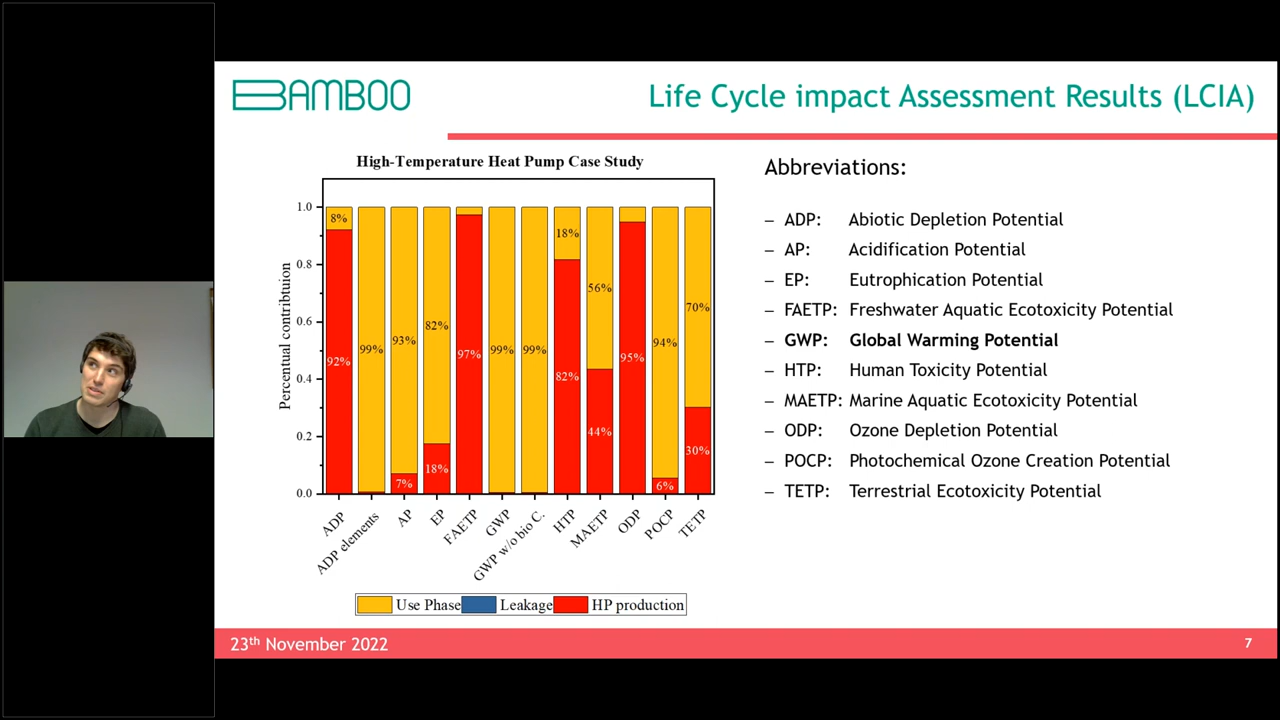 BAMBOO
Life Cycle impact Assessment Results (LCIA)
High-Temperature Heat Pump Case Study
Percentual contribtuion
1.0
0.8
0.6
0.4
0.2
0.0
8%
92%
99%
93%
7%
82%
18%
97%
99%
99%
18%
82%
56%
44%
95%
94%
6%
70%
30%
ADP
ADP elements
AP
EP
FAETP
GWP
GWP w/o bio C.
HTP
MAETP
ODP
POCP
TETP
Use Phase Leakage HP production
Abbreviations:
– ADP: Abiotic Depletion Potential
– AP: Acidification Potential
– EP: Eutrophication Potential
– FAETP: Freshwater Aquatic Ecotoxicity Potential
– GWP: Global Warming Potential
– HTP: Human Toxicity Potential
– MAETP: Marine Aquatic Ecotoxicity Potential
– ODP: Ozone Depletion Potential
– POCP: Photochemical Ozone Creation Potential
– TETP: Terrestrial Ecotoxicity Potential
23th November 2022
7